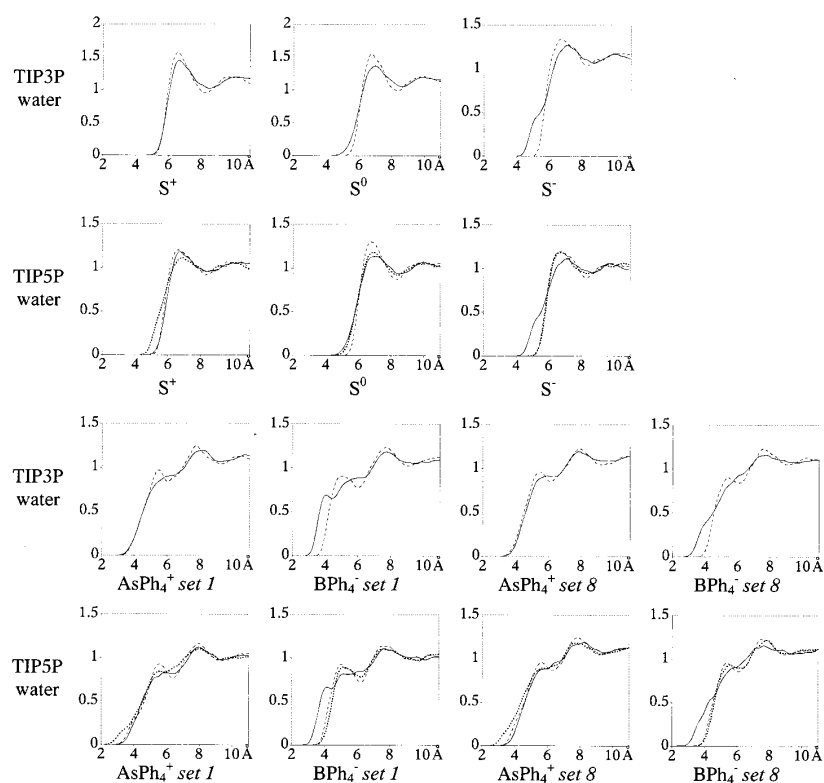 2
TIP3P
water
1.5
1
0.5
0
2 4 6 8 10 Å
S⁺
2
1.5
1
0.5
0
2 4 6 8 10 Å
S⁰
1.5
1
0.5
0
2 4 6 8 10 Å
S⁻
TIP5P
water
1.5
1
0.5
0
2 4 6 8 10 Å
S⁺
1.5
1
0.5
0
2 4 6 8 10 Å
S⁰
1.5
1
0.5
0
2 4 6 8 10 Å
S⁻
TIP3P
water
1.5
1
0.5
0
2 4 6 8 10 Å
AsPh₄⁺ set 1
1.5
1
0.5
0
2 4 6 8 10 Å
BPh₄⁻ set 1
1.5
1
0.5
0
2 4 6 8 10 Å
AsPh₄⁺ set 8
1.5
1
0.5
0
2 4 6 8 10 Å
BPh₄⁻ set 8
TIP5P
water
1.5
1
0.5
0
2 4 6 8 10 Å
AsPh₄⁺ set 1
1.5
1
0.5
0
2 4 6 8 10 Å
BPh₄⁻ set 1
1.5
1
0.5
0
2 4 6 8 10 Å
AsPh₄⁺ set 8
1.5
1
0.5
0
2 4 6 8 10 Å
BPh₄⁻ set 8